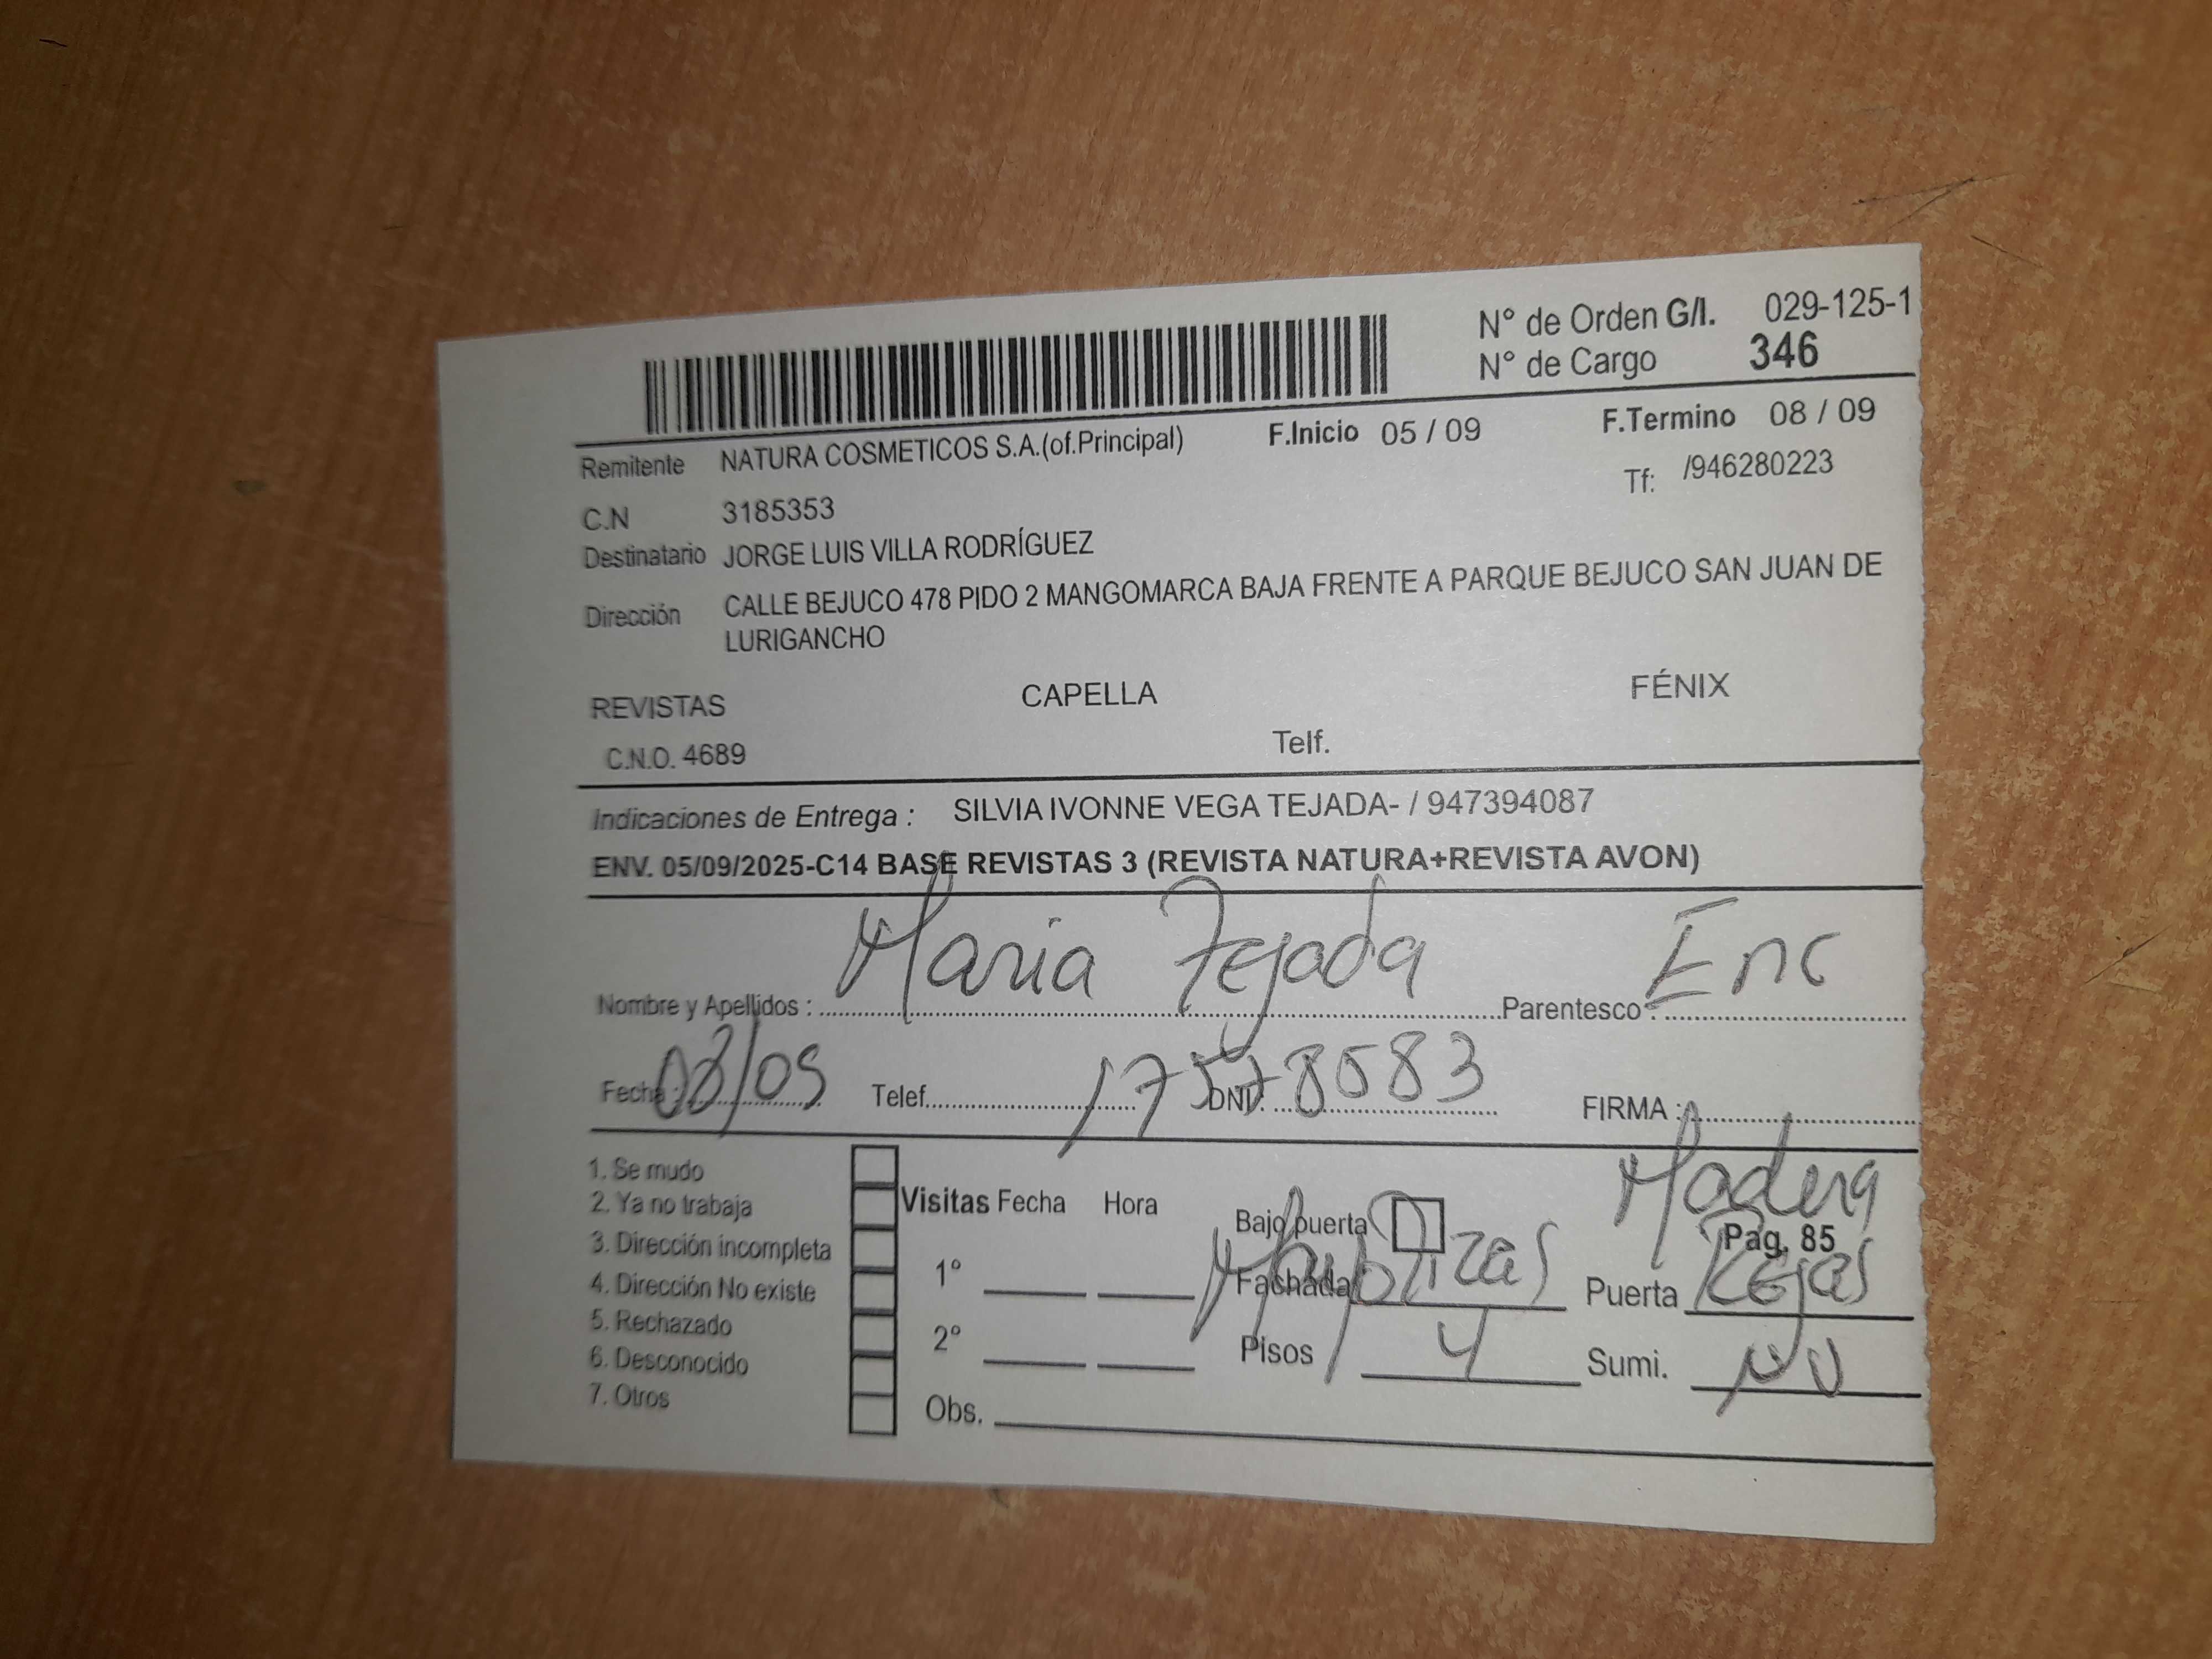 N° de Orden G/I. 029-125-1
N° de Cargo 346
Remitente NATURA COSMETICOS S.A.(of.Principal) F.Inicio 05 / 09 F.Termino 08 / 09
C.N 3185353 Tf: /946280223
Destinatario JORGE LUIS VILLA RODRÍGUEZ
Dirección CALLE BEJUCO 478 PIDO 2 MANGOMARCA BAJA FRENTE A PARQUE BEJUCO SAN JUAN DE
LURIGANCHO
REVISTAS CAPELLA FÉNIX
C.N.O. 4689 Telf.
Indicaciones de Entrega : SILVIA IVONNE VEGA TEJADA- / 947394087
ENV. 05/09/2025-C14 BASE REVISTAS 3 (REVISTA NATURA+REVISTA AVON)
Nombre y Apellidos : Maria Tejada Parentesco : Enc
Fecha : 08/09 Telef. DNI: FIRMA :
1. Se mudo
2. Ya no trabaja
3. Dirección incompleta
4. Dirección No existe
5. Rechazado
6. Desconocido
7. Otros
Visitas Fecha Hora
1°
2°
Obs.
Bajo puerta
Madera
Pag. 85
Fachada Mayolizas Puerta Rejas
Pisos 4 Sumi.